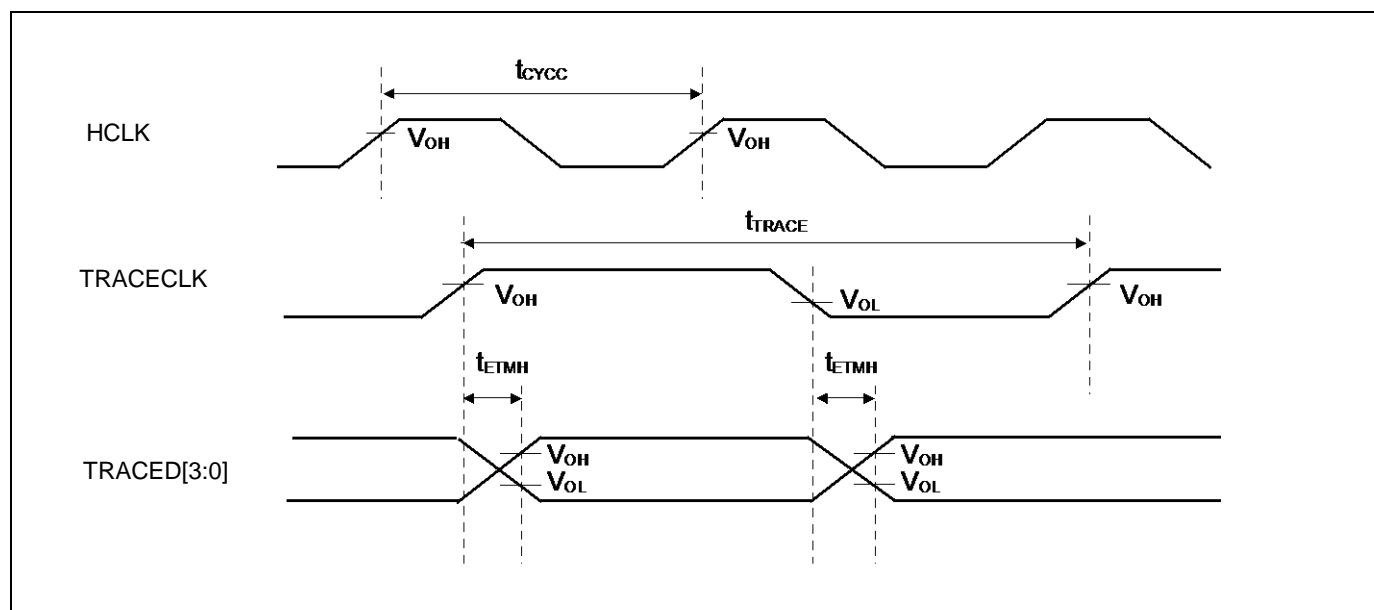 tCYCC
HCLK
VOH VOH
tTRACE
TRACECLK
VOH VOL VOH
tETMH tETMH
TRACED[3:0]
VOH VOH
VOL VOL